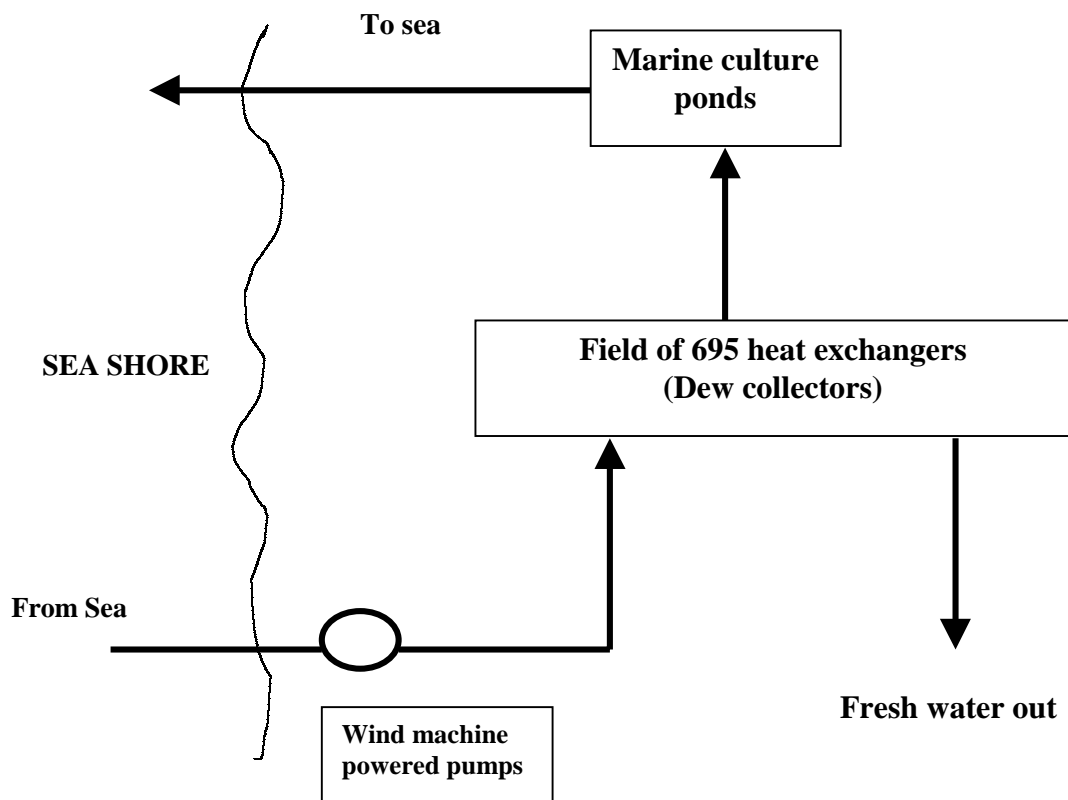 To sea
Marine culture
ponds
Field of 695 heat exchangers
(Dew collectors)
SEA SHORE
From Sea
Fresh water out
Wind machine
powered pumps